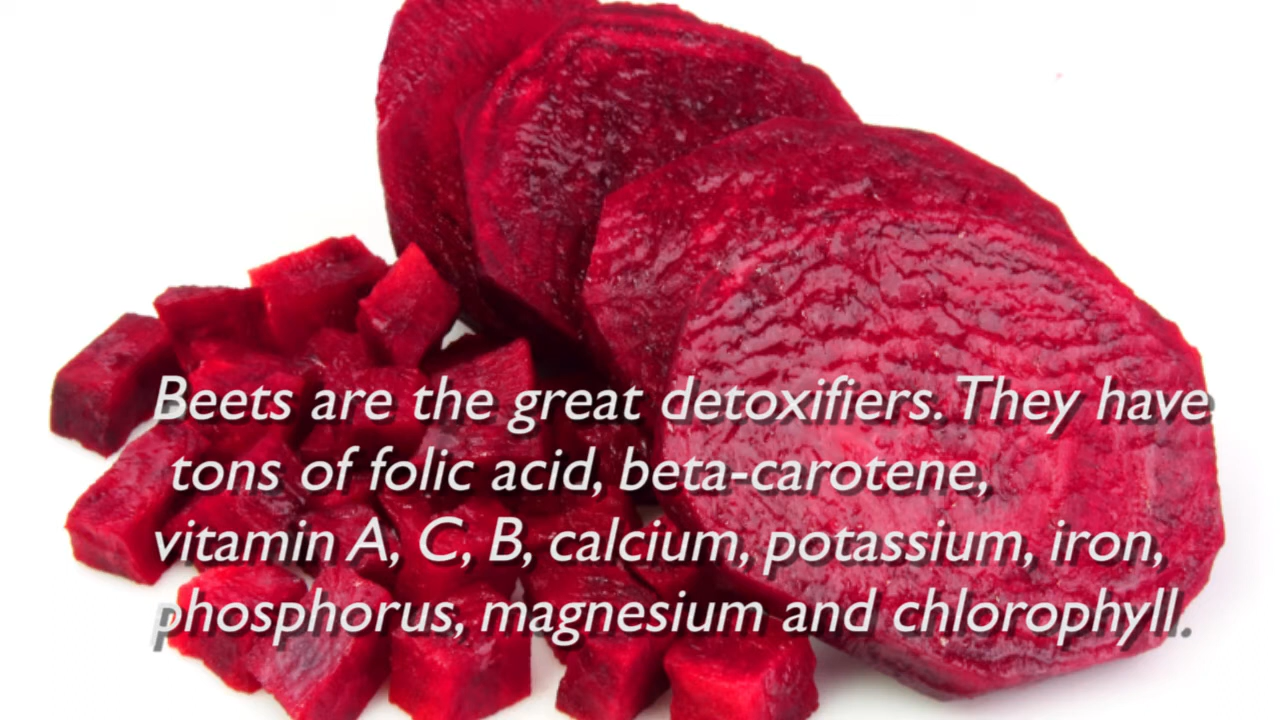 Beets are the great detoxifiers. They have
tons of folic acid, beta-carotene,
vitamin A, C, B, calcium, potassium, iron,
phosphorus, magnesium and chlorophyll.